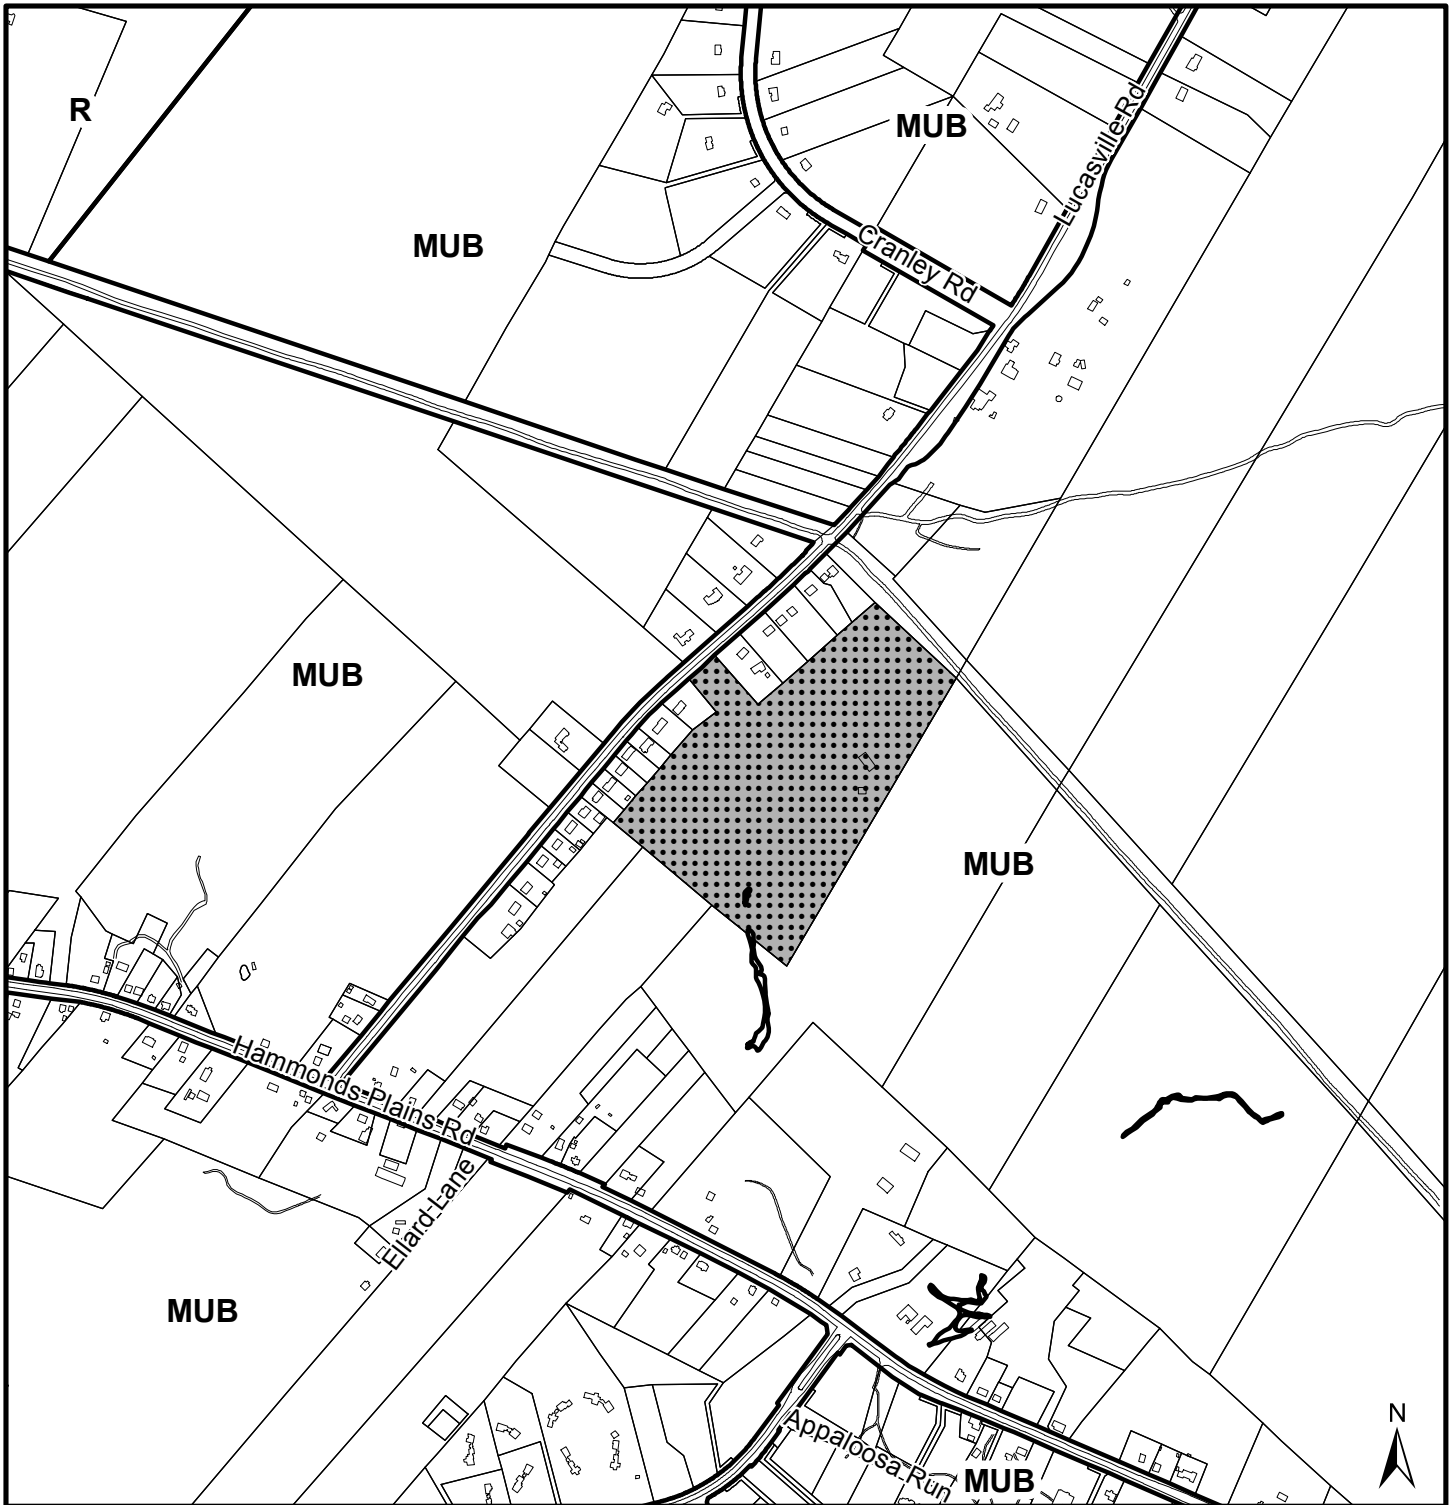 R
MUB
Lucasville Rd
MUB
Cranley Rd
MUB
MUB
Hammonds Plains Rd
Ellard Lane
MUB
N
Appaloosa Run
MUB